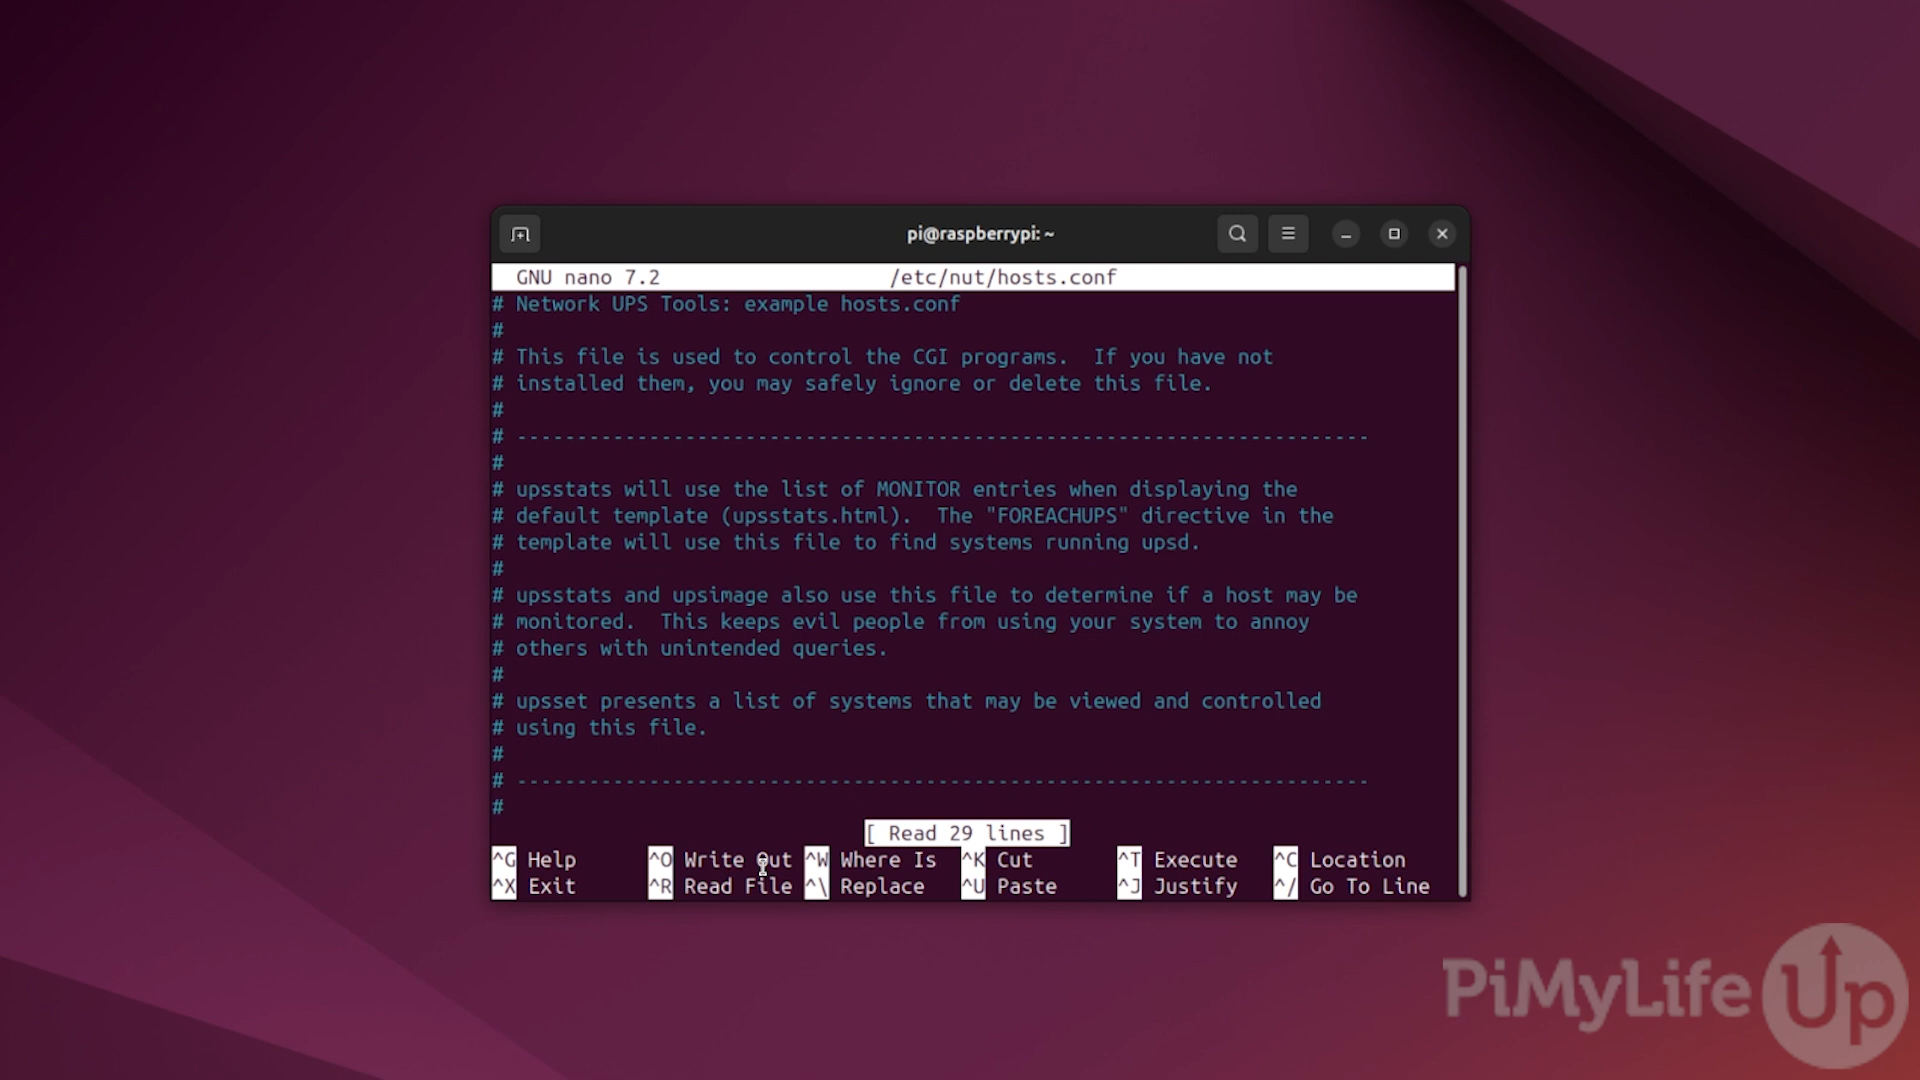 pi@raspberrypi: ~
GNU nano 7.2 /etc/nut/hosts.conf
# Network UPS Tools: example hosts.conf
#
# This file is used to control the CGI programs.  If you have not
# installed them, you may safely ignore or delete this file.
#
# -----------------------------------------------------------------------
#
# upsstats will use the list of MONITOR entries when displaying the
# default template (upsstats.html).  The "FOREACHUPS" directive in the
# template will use this file to find systems running upsd.
#
# upsstats and upsimage also use this file to determine if a host may be
# monitored.  This keeps evil people from using your system to annoy
# others with unintended queries.
#
# upsset presents a list of systems that may be viewed and controlled
# using this file.
#
# -----------------------------------------------------------------------
#
[ Read 29 lines ]
^G Help ^O Write Out ^W Where Is ^K Cut ^T Execute ^C Location
^X Exit ^R Read File ^\ Replace ^U Paste ^J Justify ^/ Go To Line
PiMyLifeUp